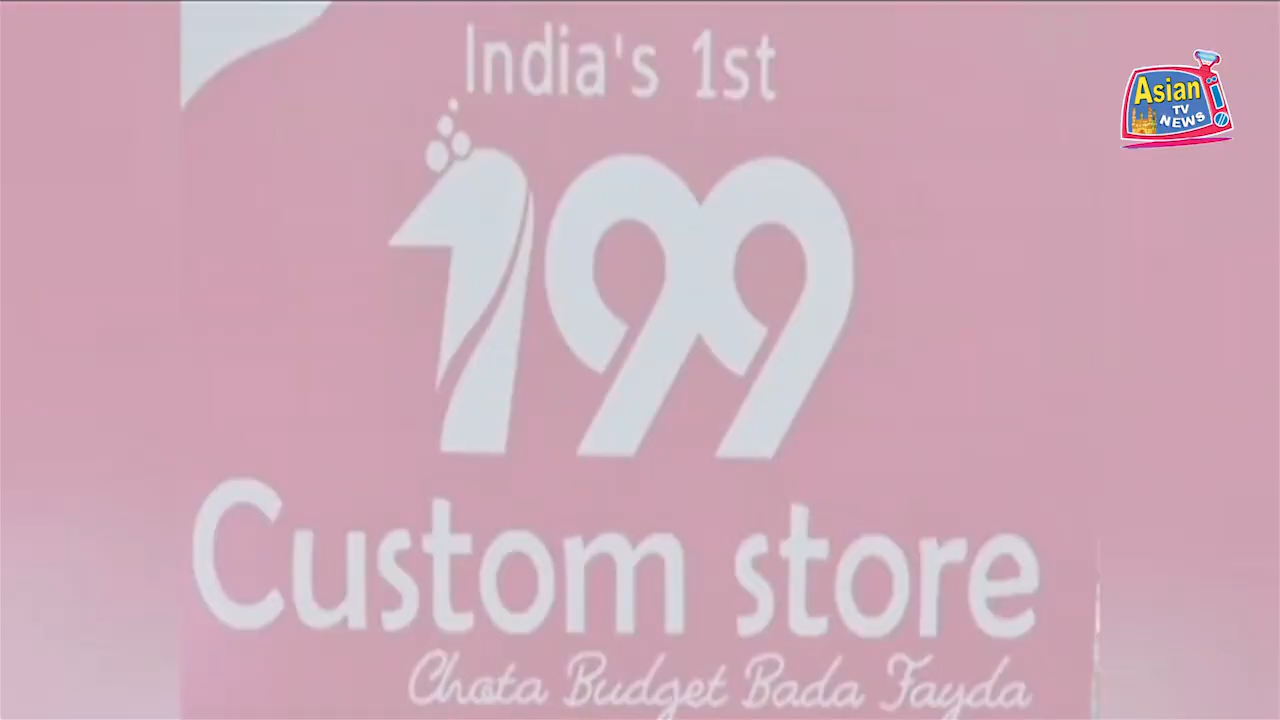 India's 1st
199
Custom store
Chota Budget Bada Fayda
Asian
TV
NEWS